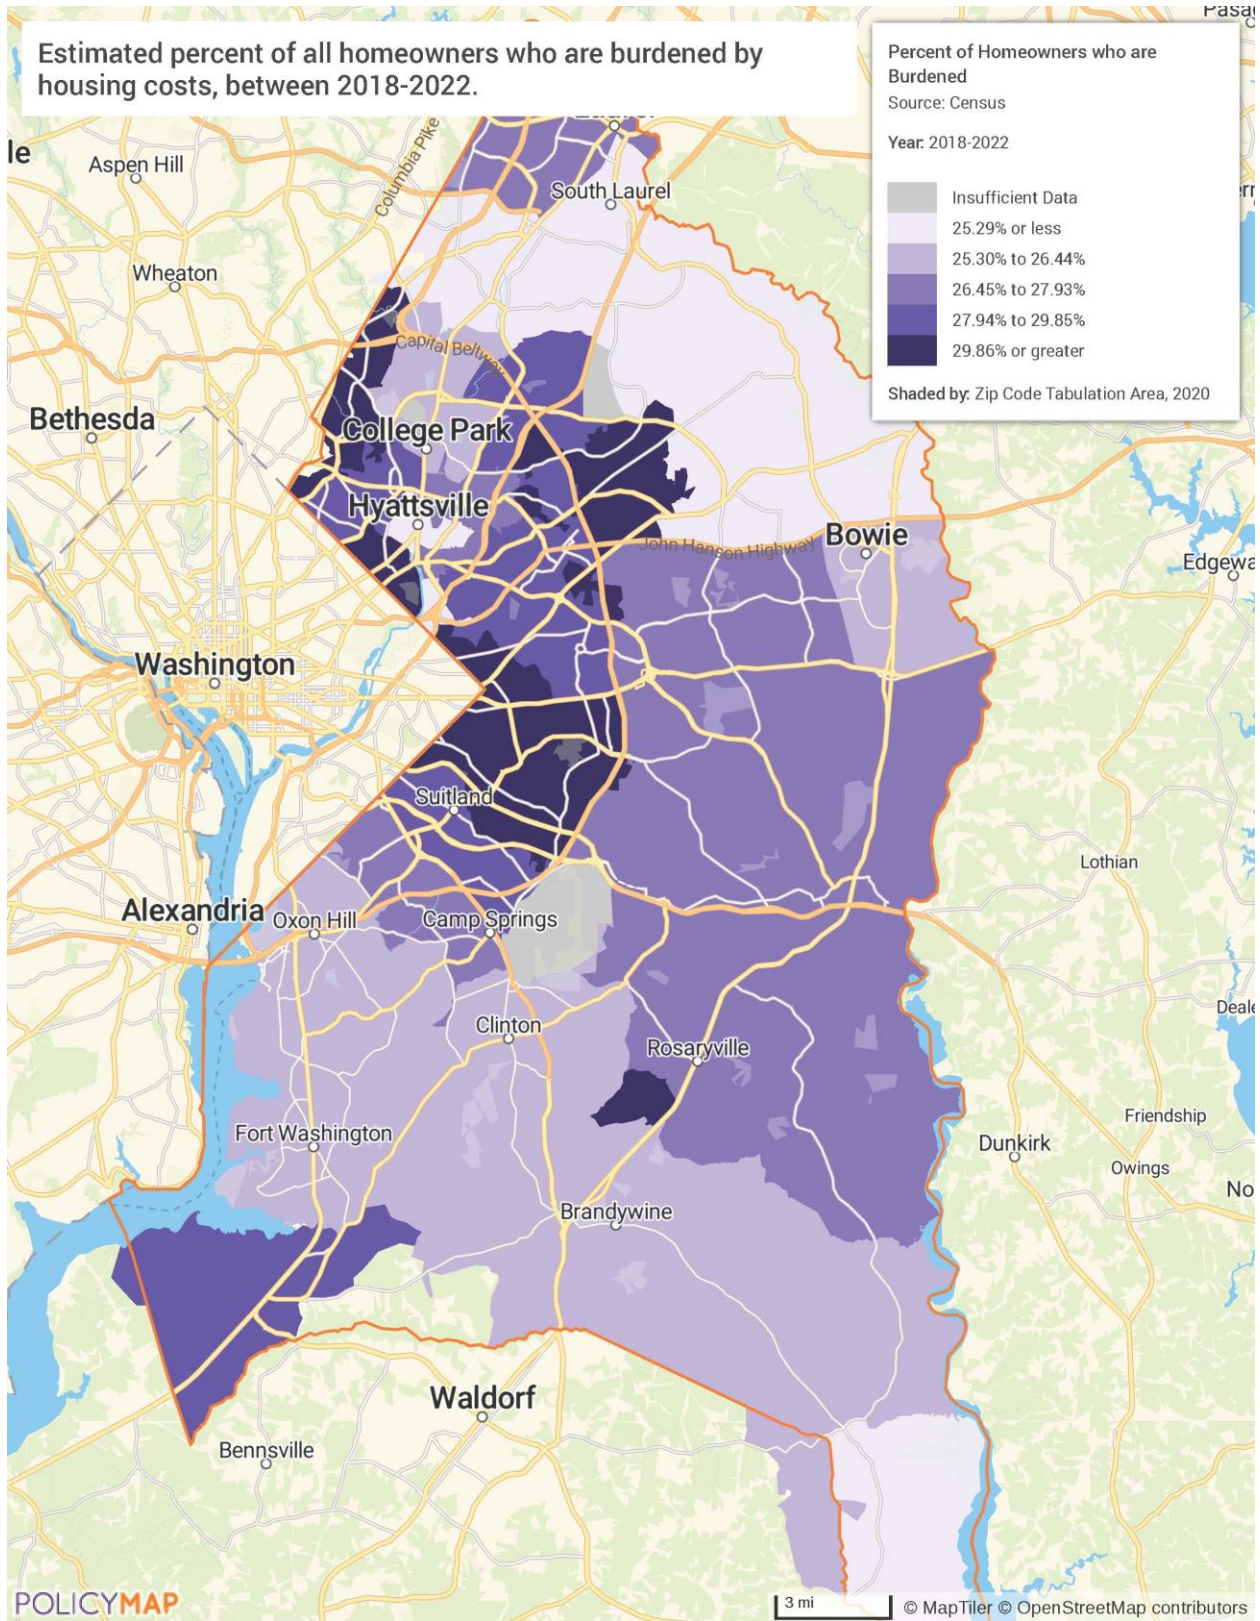 Estimated percent of all homeowners who are burdened by
housing costs, between 2018-2022.
Percent of Homeowners who are
Burdened
Source: Census
Year: 2018-2022
Insufficient Data
25.29% or less
25.30% to 26.44%
26.45% to 27.93%
27.94% to 29.85%
29.86% or greater
Shaded by: Zip Code Tabulation Area, 2020
Aspen Hill
Columbia Pike
South Laurel
Wheaton
Capital Beltway
Bethesda
College Park
Hyattsville
Bowie
John Hanson Highway
Washington
Suitland
Lothian
Alexandria
Oxon Hill
Camp Springs
Clinton
Rosaryville
Friendship
Fort Washington
Dunkirk
Owings
Brandywine
Waldorf
Bennsville
POLICYMAP
3 mi
© MapTiler © OpenStreetMap contributors